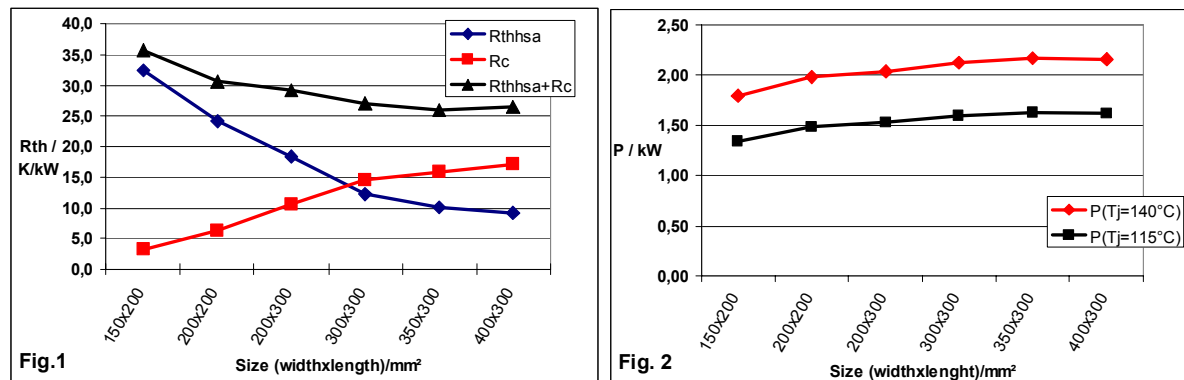 40,0
35,0
30,0
25,0
20,0
15,0
10,0
5,0
0,0
Rth /
K/kW
Rthhsa
Rc
Rthhsa+Rc
150x200
200x200
200x300
300x300
350x300
400x300
Size (widthxlength)/mm²
Fig.1
2,50
2,00
1,50
1,00
0,50
0,00
P / kW
P(Tj=140°C)
P(Tj=115°C)
150x200
200x200
200x300
300x300
350x300
400x300
Size (widthxlenght)/mm²
Fig. 2